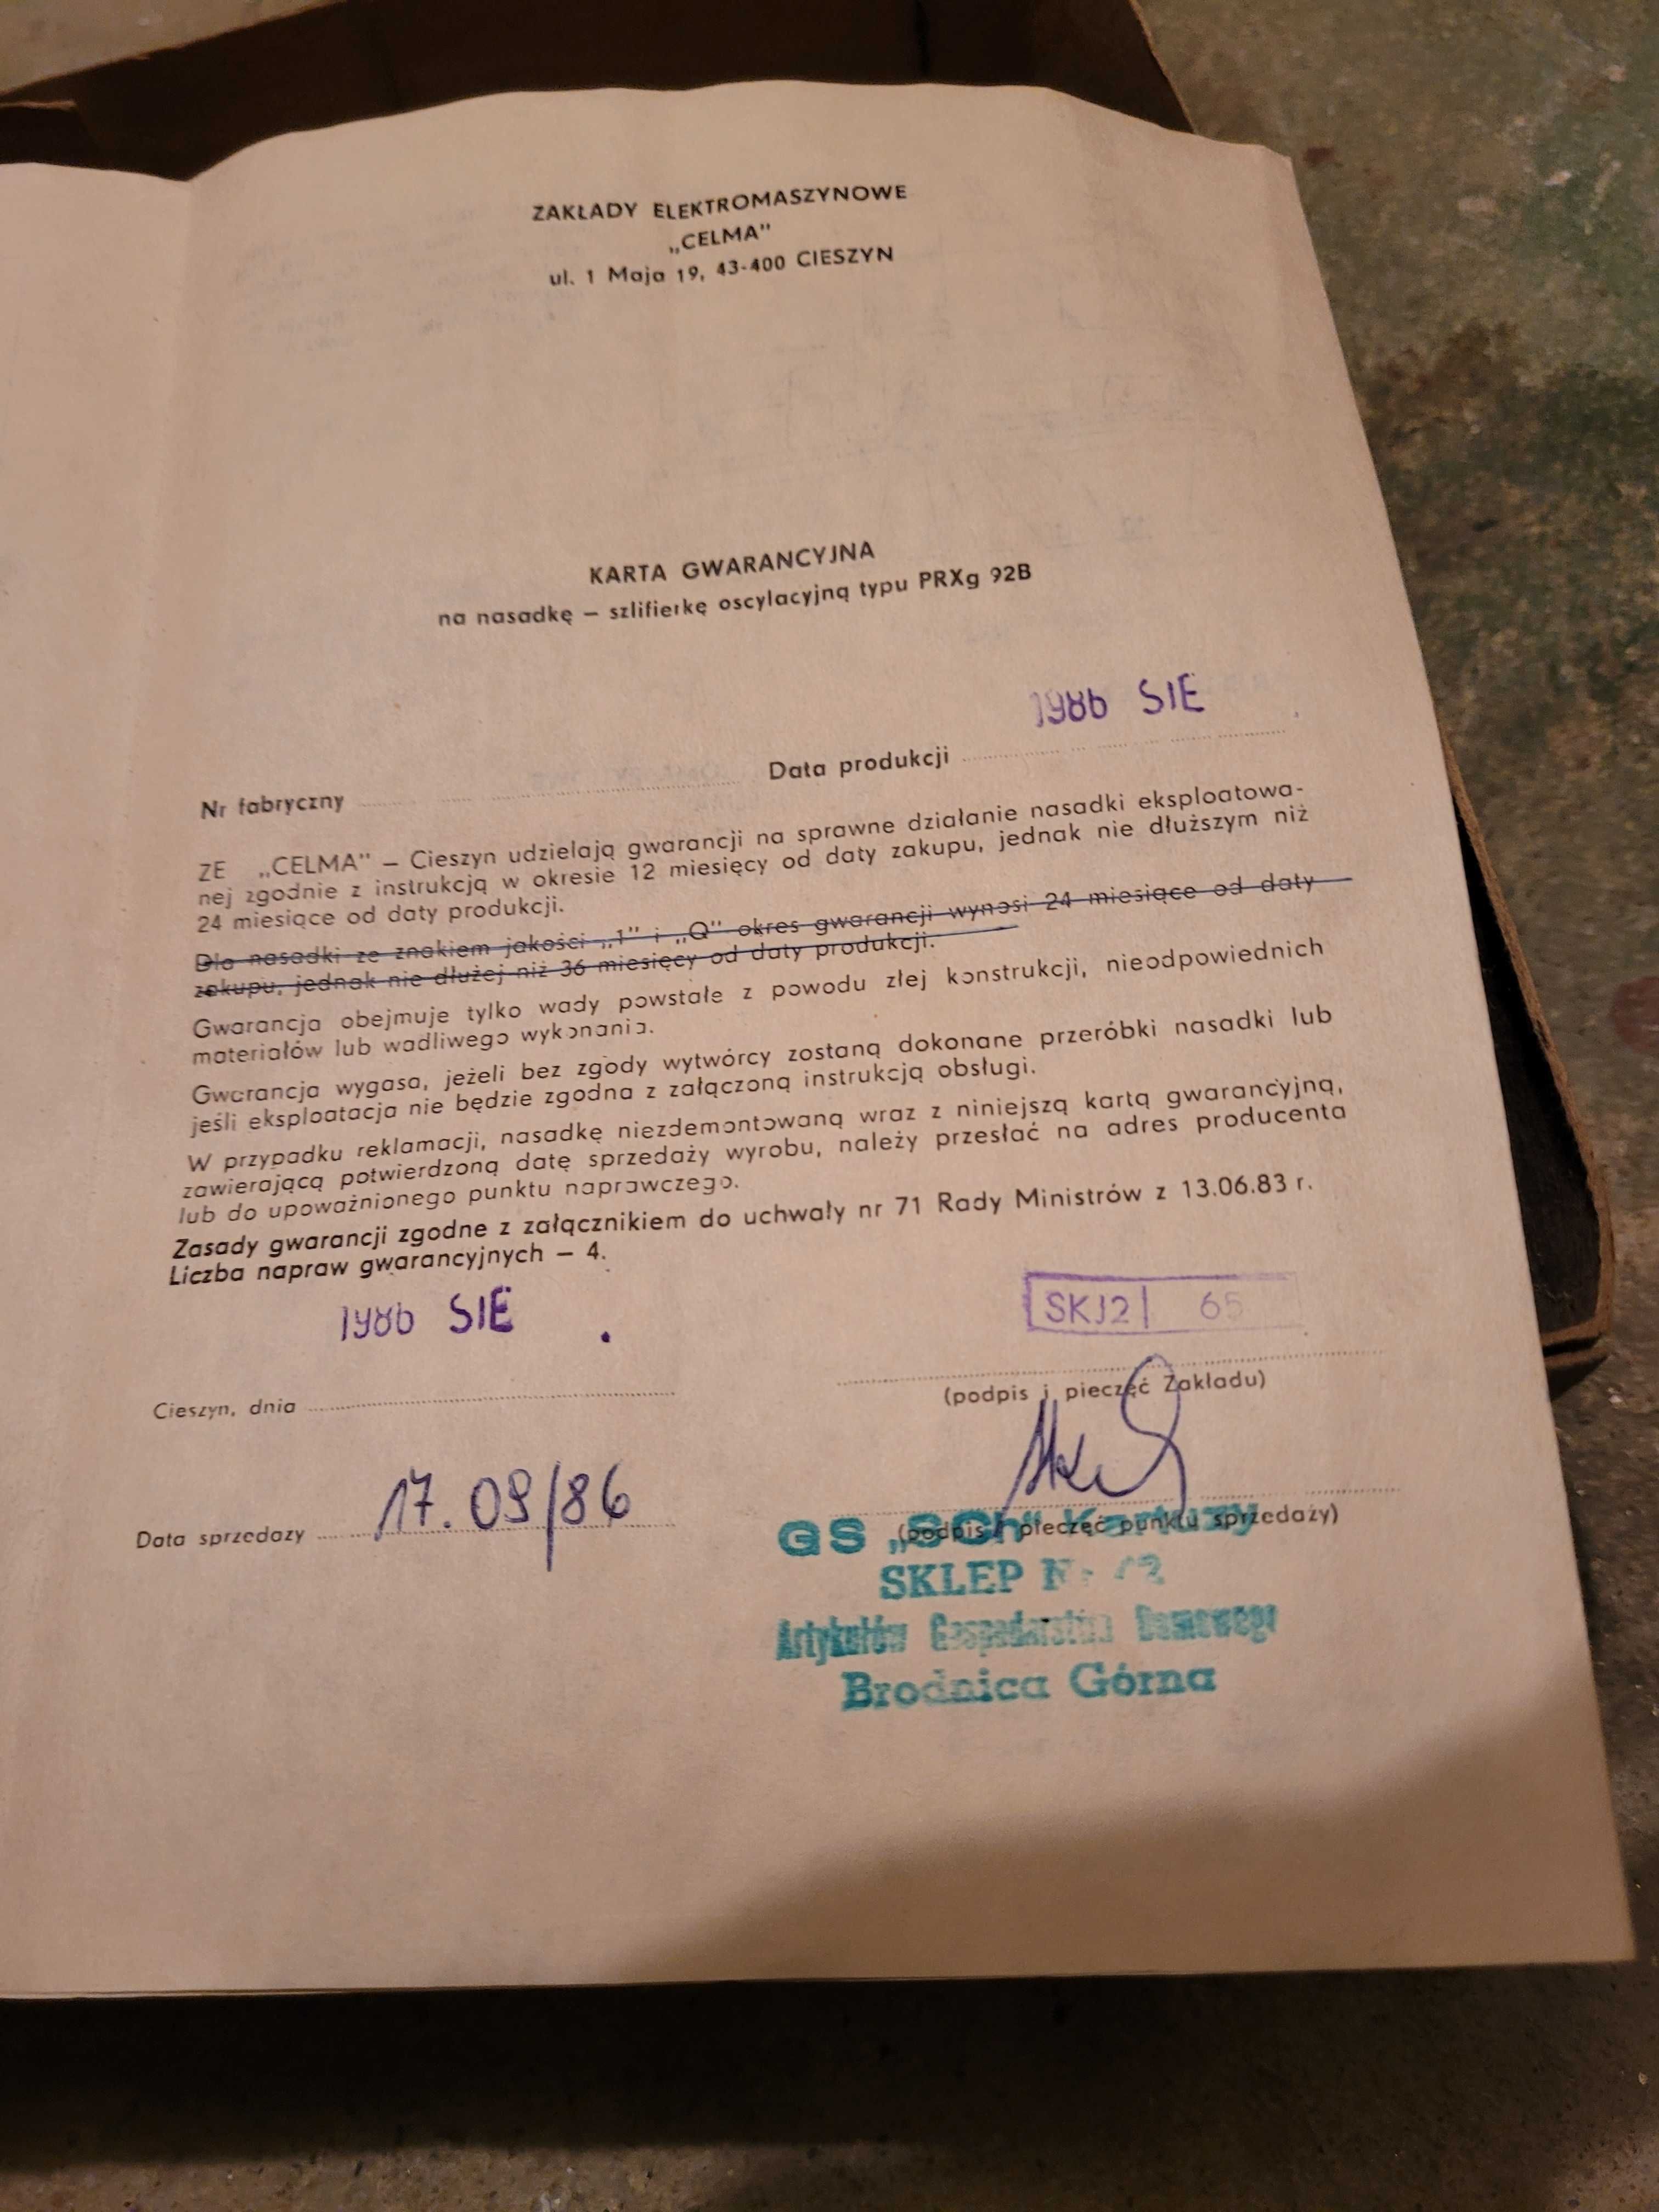 ZAKŁADY ELEKTROMASZYNOWE
„CELMA”
ul. 1 Maja 19, 43-400 CIESZYN
KARTA GWARANCYJNA
na nasadkę — szlifierkę oscylacyjną typu PRXg 92B
1986 SIE
Nr fabryczny Data produkcji
ZE „CELMA” — Cieszyn udzielają gwarancji na sprawne działanie nasadki eksploatowa-
nej zgodnie z instrukcją w okresie 12 miesięcy od daty zakupu, jednak nie dłuższym niż
24 miesiące od daty produkcji.
Dla nasadki ze znakiem jakości „1” i „Q” okres gwarancji wynosi 24 miesiące od daty
zakupu, jednak nie dłużej niż 36 miesięcy od daty produkcji.
Gwarancja obejmuje tylko wady powstałe z powodu złej konstrukcji, nieodpowiednich
materiałów lub wadliwego wykonania.
Gwarancja wygasa, jeżeli bez zgody wytwórcy zostaną dokonane przeróbki nasadki lub
jeśli eksploatacja nie będzie zgodna z załączoną instrukcją obsługi.
W przypadku reklamacji, nasadkę niezdemontowaną wraz z niniejszą kartą gwarancyjną,
zawierającą potwierdzoną datę sprzedaży wyrobu, należy przesłać na adres producenta
lub do upoważnionego punktu naprawczego.
Zasady gwarancji zgodne z załącznikiem do uchwały nr 71 Rady Ministrów z 13.06.83 r.
Liczba napraw gwarancyjnych — 4.
1986 SIE
SKJ2 65
Cieszyn, dnia
(podpis i pieczęć Zakładu)
Data sprzedaży 17.09/86
(podpis i pieczęć punktu sprzedaży)
GS „SCh” Kartuzy
SKLEP Nr
Artykułów Gospodarstwa Domowego
Brodnica Górna